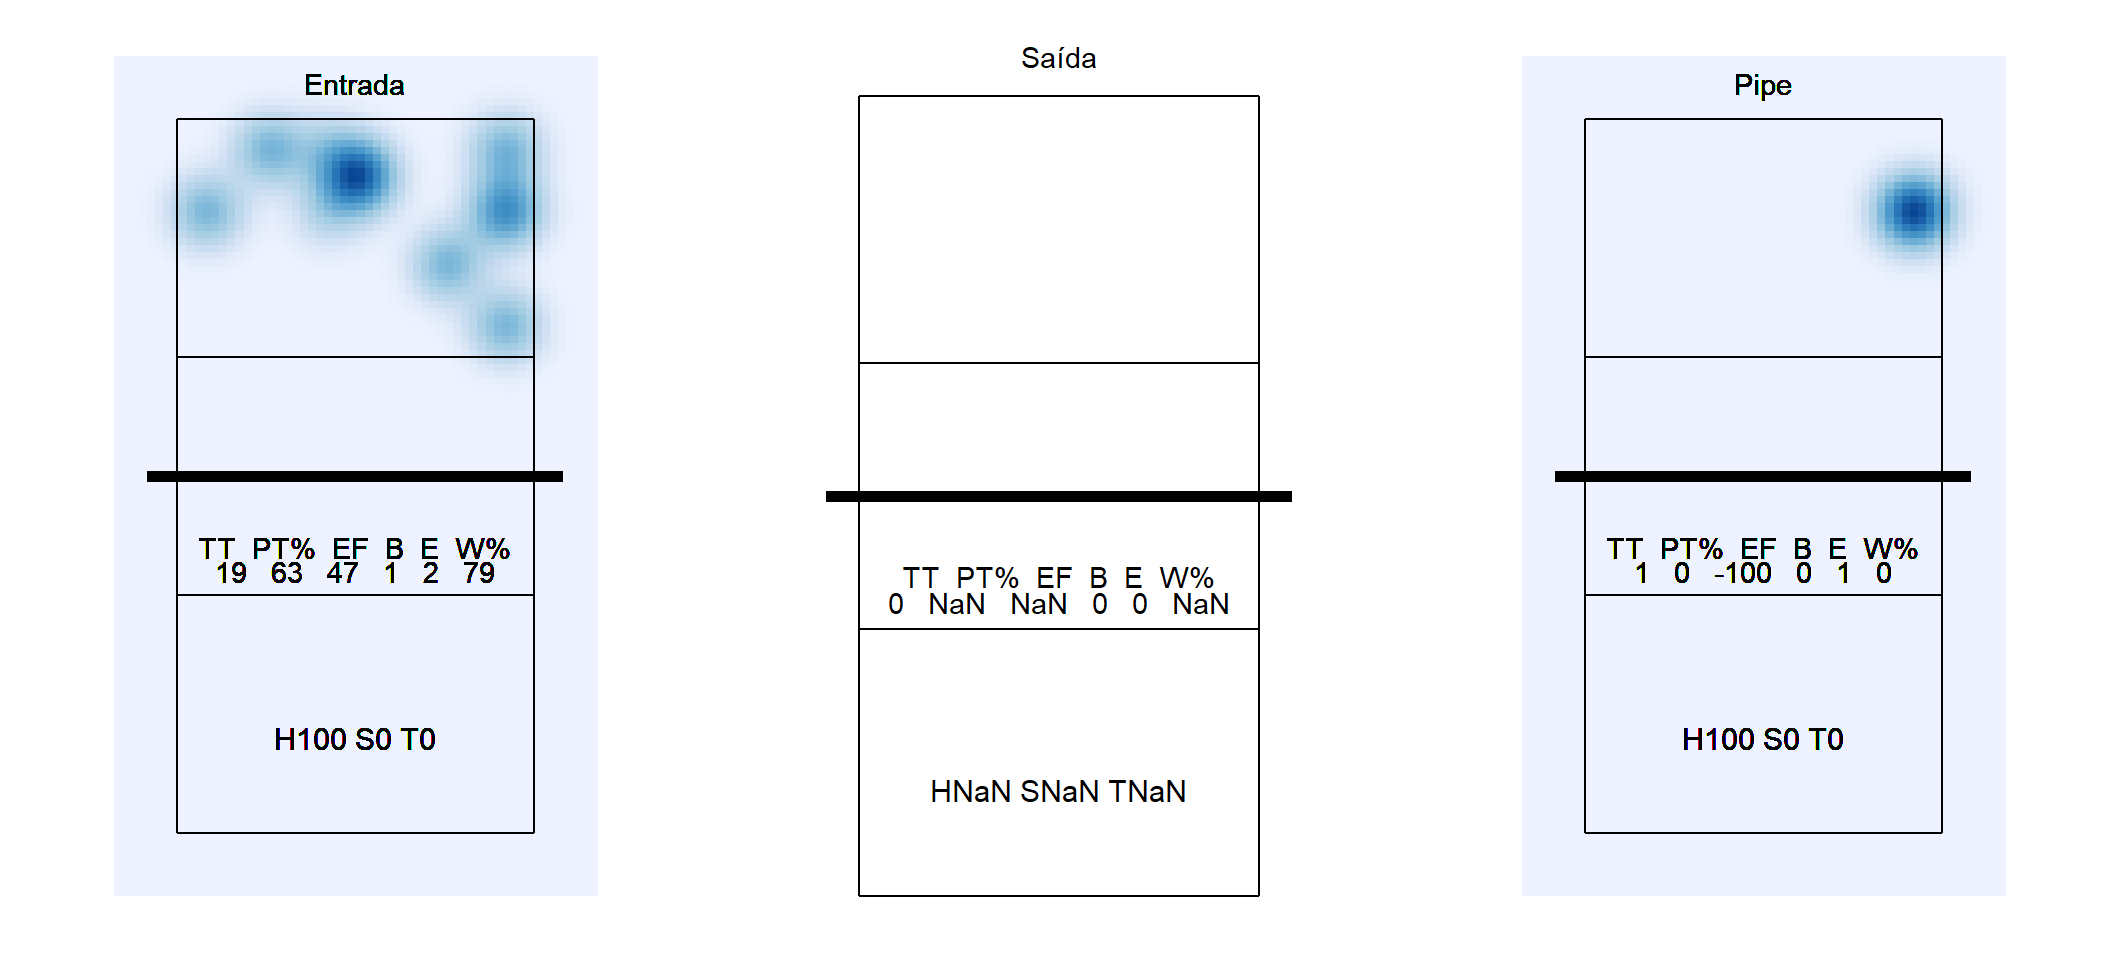 Entrada
TT PT% EF B E W%
19 63 47 1 2 79
H100 S0 T0
Saída
TT PT% EF B E W%
0 NaN NaN 0 0 NaN
HNaN SNaN TNaN
Pipe
TT PT% EF B E W%
1 0 -100 0 1 0
H100 S0 T0